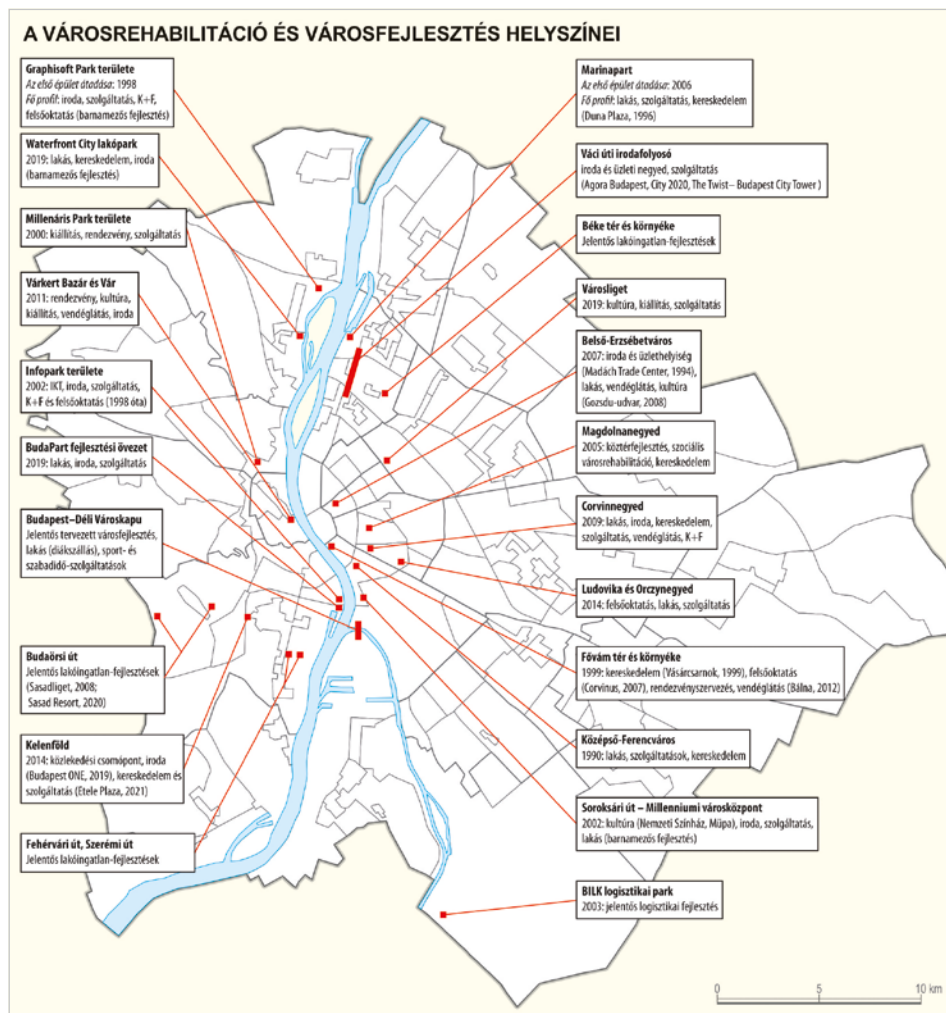 A VÁROSREHABILITÁCIÓ ÉS VÁROSFEJLESZTÉS HELYSZÍNEI
Graphisoft Park területe
Az első épület átadása: 1998
Fő profil: iroda, szolgáltatás, K+F,
felsőoktatás (barnamezős fejlesztés)
Waterfront City lakópark
2019: lakás, kereskedelem, iroda
(barnamezős fejlesztés)
Millenáris Park területe
2000: kiállítás, rendezvény, szolgáltatás
Várkert Bazár és Vár
2011: rendezvény, kultúra,
kiállítás, vendéglátás, iroda
Infopark területe
2002: IKT, iroda, szolgáltatás,
K+F és felsőoktatás (1998 óta)
BudaPart fejlesztési övezet
2019: lakás, iroda, szolgáltatás
Budapest–Déli Városkapu
Jelentős tervezett városfejlesztés,
lakás (diákszállás), sport- és
szabadidő-szolgáltatások
Budaörsi út
Jelentős lakóingatlan-fejlesztések
(Sasadliget, 2008;
Sasad Resort, 2020)
Kelenföld
2014: közlekedési csomópont, iroda
(Budapest ONE, 2019), kereskedelem és
szolgáltatás (Etele Plaza, 2021)
Fehérvári út, Szerémi út
Jelentős lakóingatlan-fejlesztések
Marinapart
Az első épület átadása: 2006
Fő profil: lakás, szolgáltatás, kereskedelem
(Duna Plaza, 1996)
Váci úti irodafolyosó
iroda és üzleti negyed, szolgáltatás
(Agora Budapest, City 2020, The Twist– Budapest City Tower )
Béke tér és környéke
Jelentős lakóingatlan-fejlesztések
Városliget
2019: kultúra, kiállítás, szolgáltatás
Belső-Erzsébetváros
2007: iroda és üzlethelyiség
(Madách Trade Center, 1994),
lakás, vendéglátás, kultúra
(Gozsdu-udvar, 2008)
Magdolnanegyed
2005: köztérfejlesztés, szociális
városrehabilitáció, kereskedelem
Corvinnegyed
2009: lakás, iroda, kereskedelem,
szolgáltatás, vendéglátás, K+F
Ludovika és Orczynegyed
2014: felsőoktatás, lakás, szolgáltatás
Fővám tér és környéke
1999: kereskedelem (Vásárcsarnok, 1999), felsőoktatás
(Corvinus, 2007), rendezvényszervezés, vendéglátás (Bálna, 2012)
Középső-Ferencváros
1990: lakás, szolgáltatások, kereskedelem
Soroksári út – Millenniumi városközpont
2002: kultúra (Nemzeti Színház, Müpa), iroda, szolgáltatás,
lakás (barnamezős fejlesztés)
BILK logisztikai park
2003: jelentős logisztikai fejlesztés
0 5 10 km